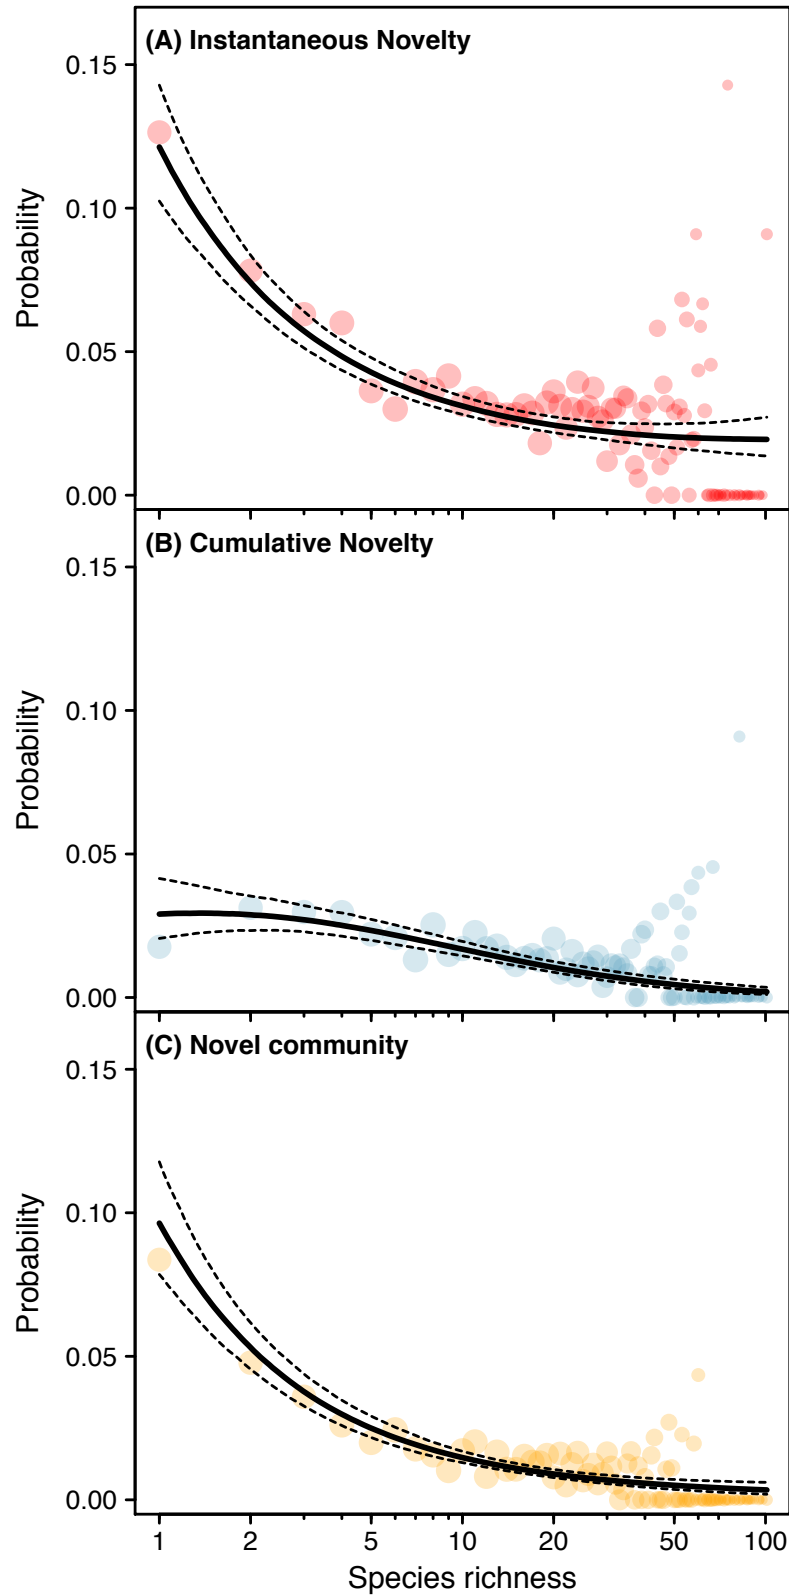 (A) Instantaneous Novelty
0.15
0.10
0.05
0.00
Probability
(B) Cumulative Novelty
0.15
0.10
0.05
0.00
Probability
(C) Novel community
0.15
0.10
0.05
0.00
Probability
1 2 5 10 20 50 100
Species richness